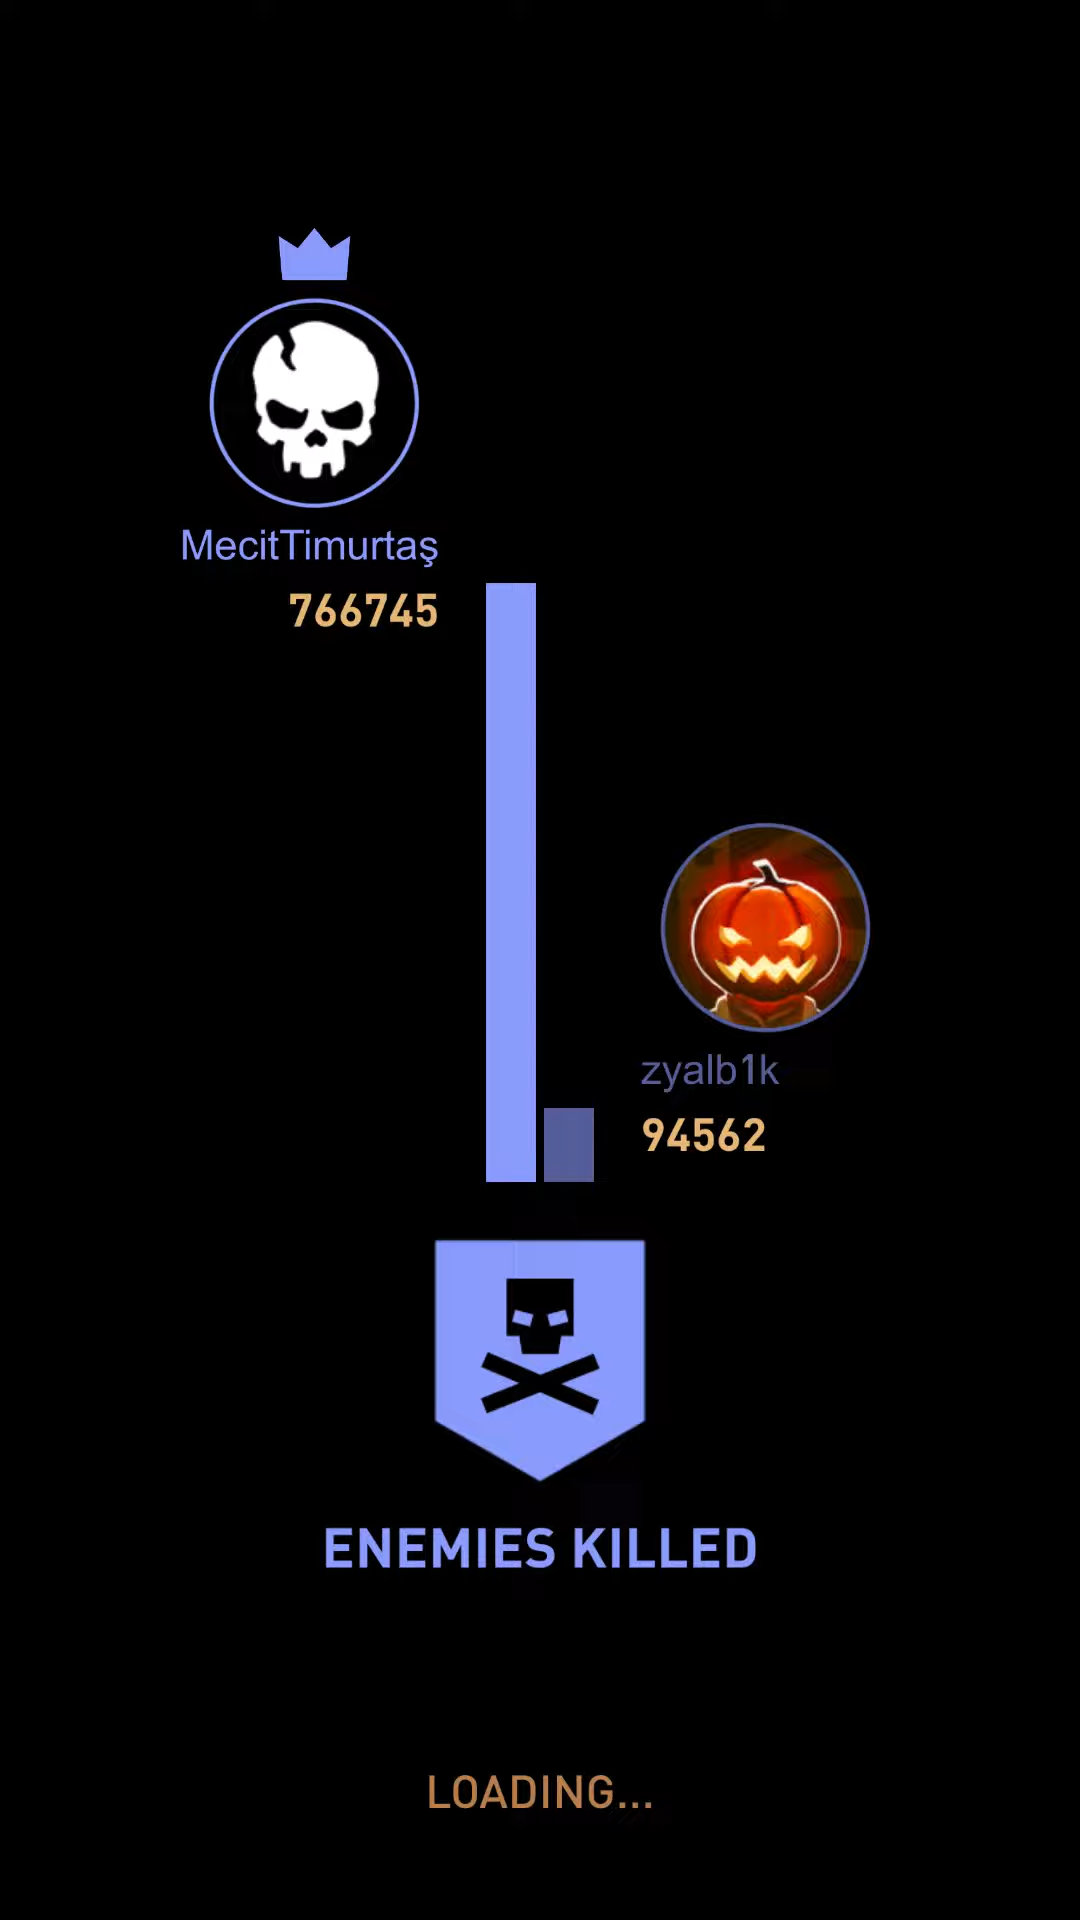 MecitTimurtaş
766745
zyalb1k
94562
ENEMIES KILLED
LOADING...